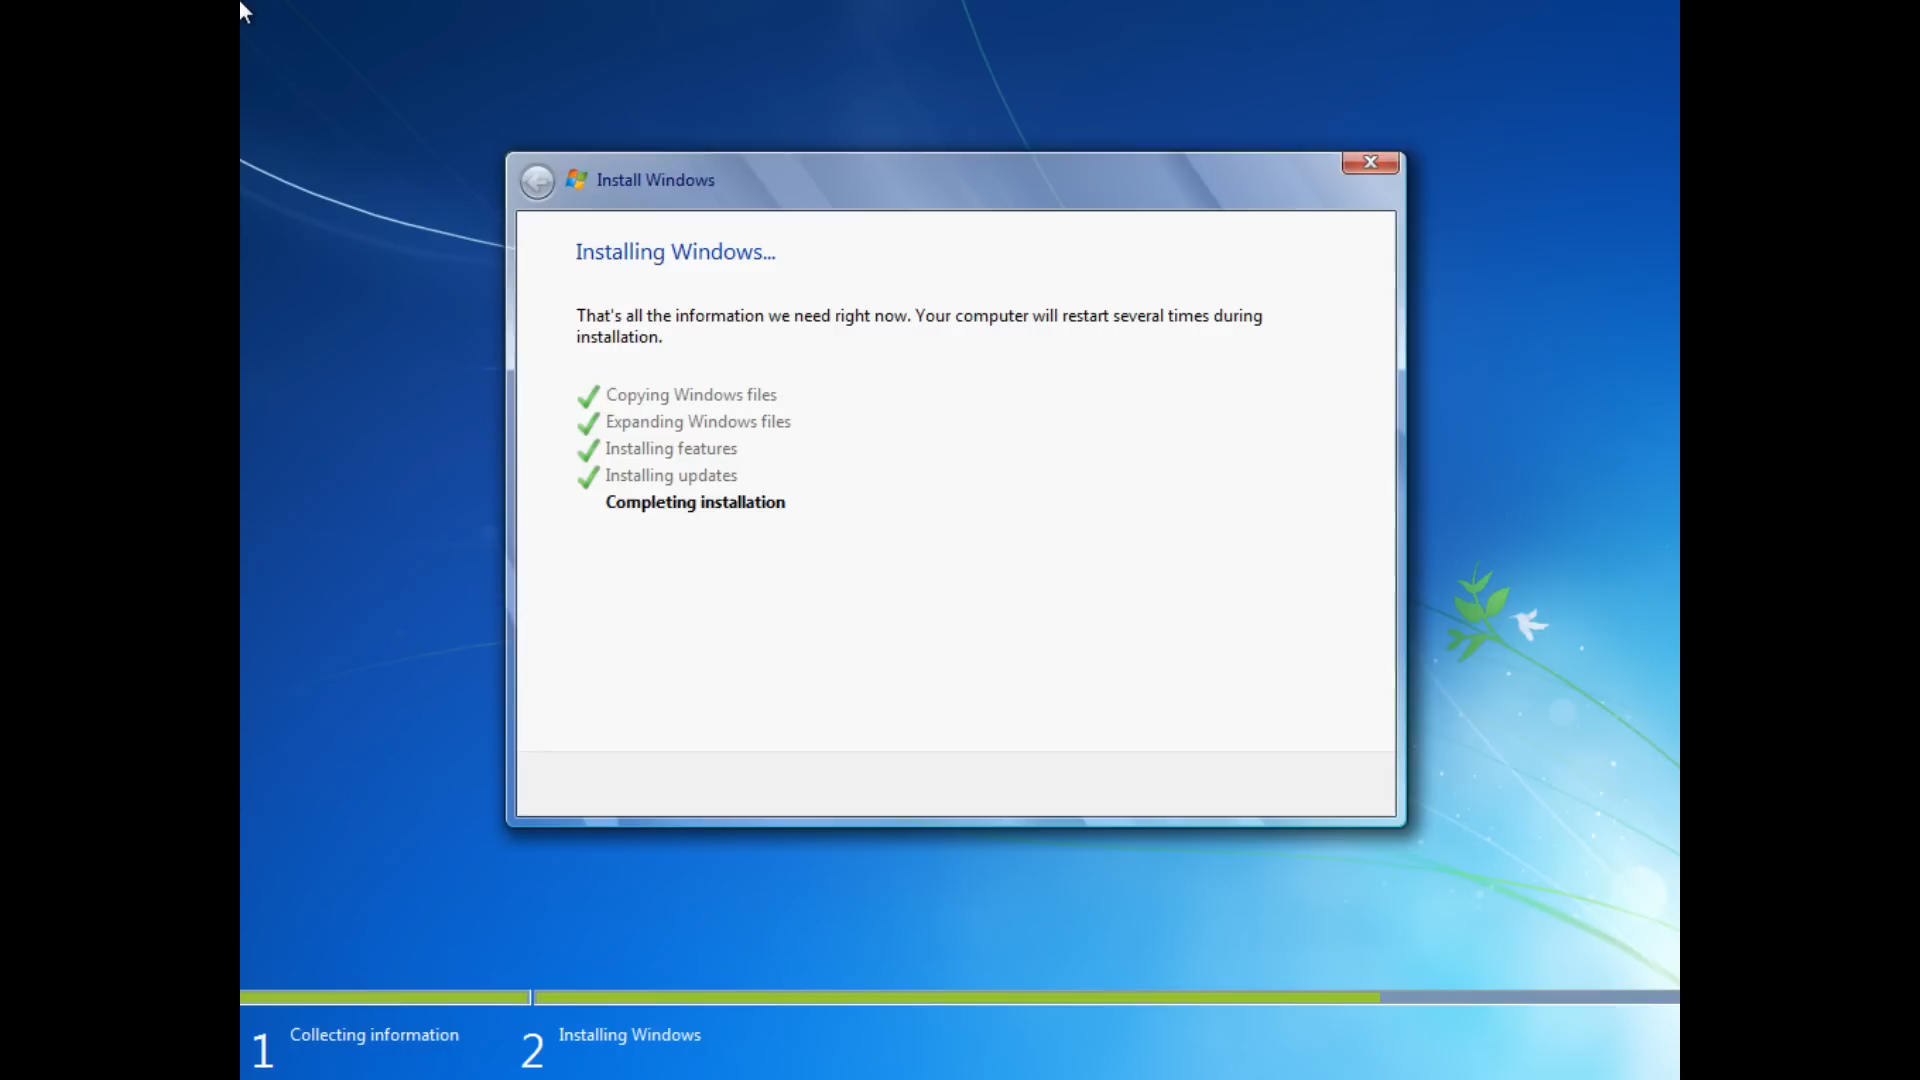 Install Windows
Installing Windows...
That's all the information we need right now. Your computer will restart several times during
installation.
Copying Windows files
Expanding Windows files
Installing features
Installing updates
Completing installation
1 Collecting information
2 Installing Windows